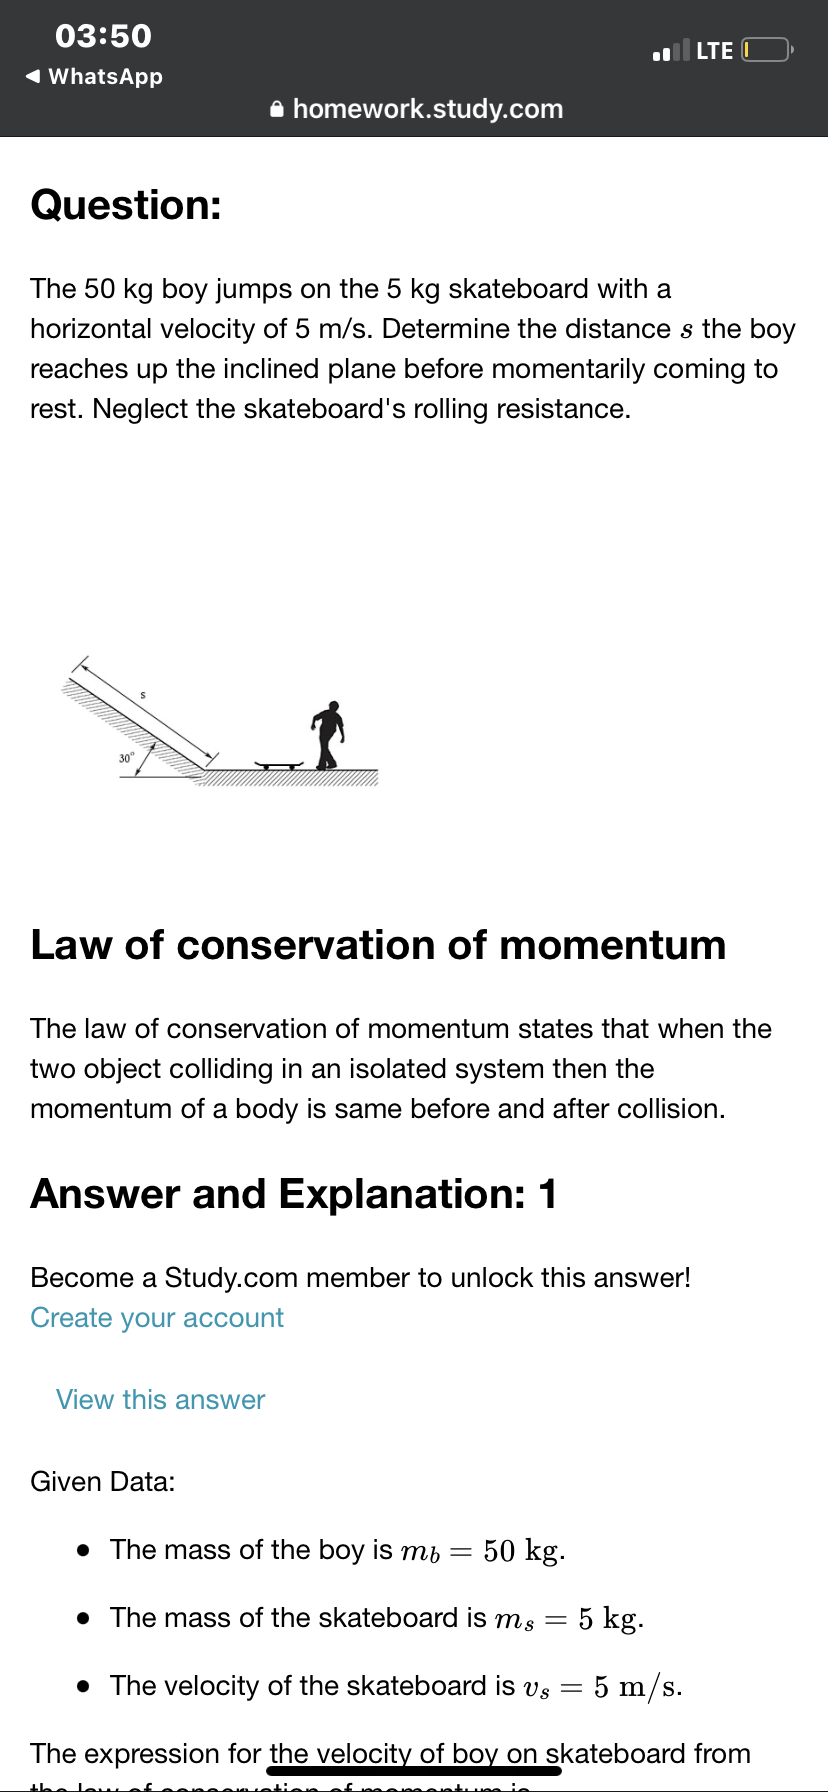 03:50
LTE
◀ WhatsApp
homework.study.com
Question:
The 50 kg boy jumps on the 5 kg skateboard with a
horizontal velocity of 5 m/s. Determine the distance s the boy
reaches up the inclined plane before momentarily coming to
rest. Neglect the skateboard's rolling resistance.
s
30°
Law of conservation of momentum
The law of conservation of momentum states that when the
two object colliding in an isolated system then the
momentum of a body is same before and after collision.
Answer and Explanation: 1
Become a Study.com member to unlock this answer!
Create your account
View this answer
Given Data:
• The mass of the boy is m_b = 50 kg.
• The mass of the skateboard is m_s = 5 kg.
• The velocity of the skateboard is v_s = 5 m/s.
The expression for the velocity of boy on skateboard from
the law of conservation of momentum is